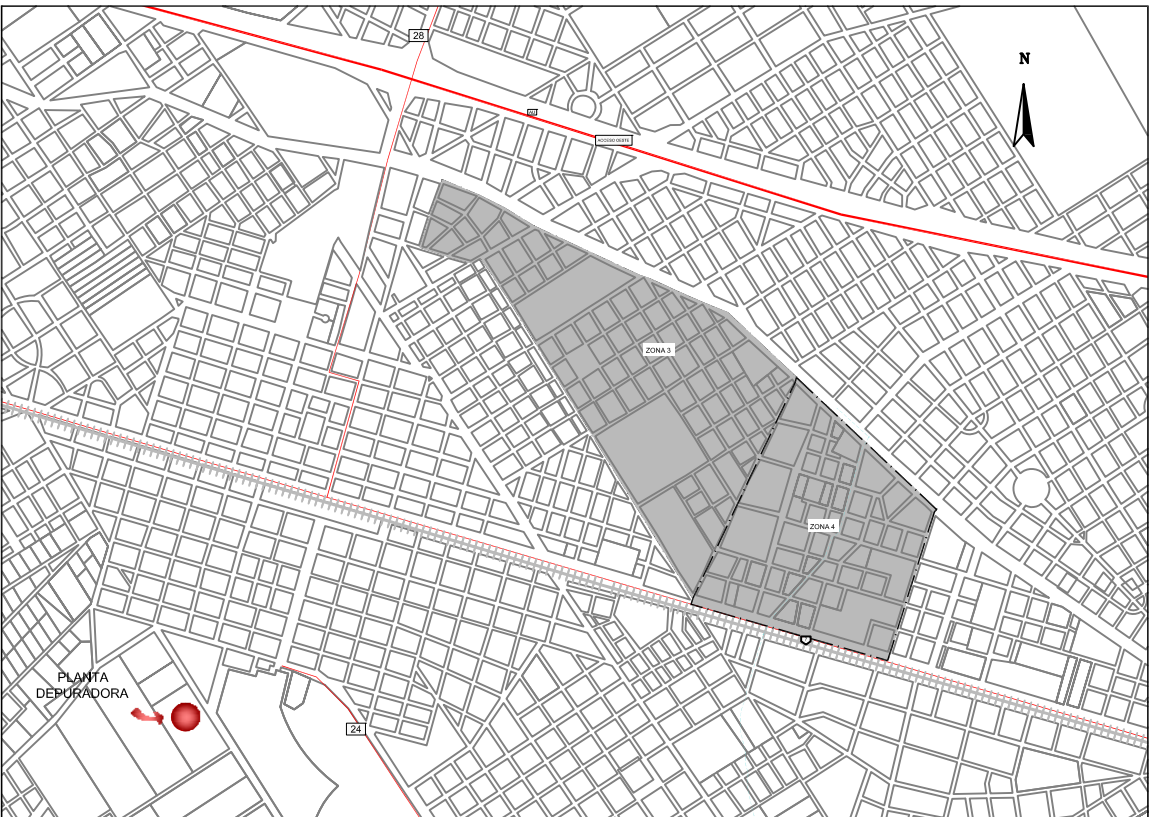 28
N
ACCESO OESTE
ZONA 3
ZONA 4
PLANTA
DEPURADORA
24